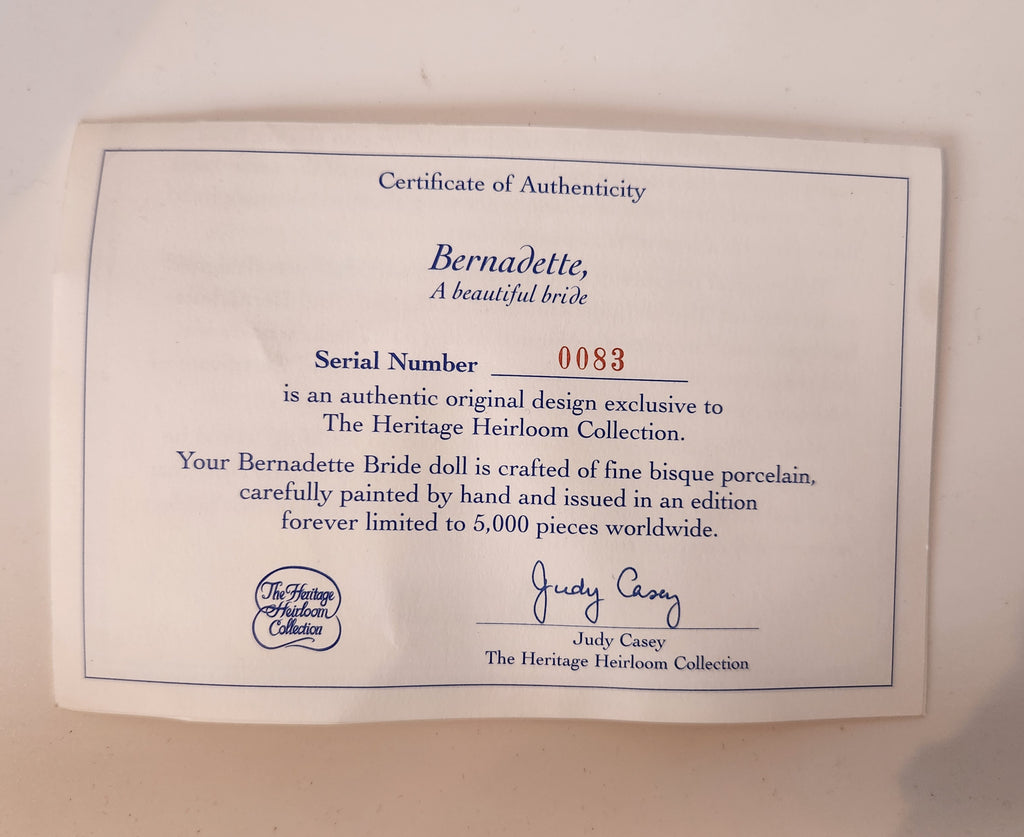 Certificate of Authenticity
Bernadette,
A beautiful bride
Serial Number 0083
is an authentic original design exclusive to
The Heritage Heirloom Collection.
Your Bernadette Bride doll is crafted of fine bisque porcelain,
carefully painted by hand and issued in an edition
forever limited to 5,000 pieces worldwide.
The Heritage
Heirloom
Collection
Judy Casey
Judy Casey
The Heritage Heirloom Collection